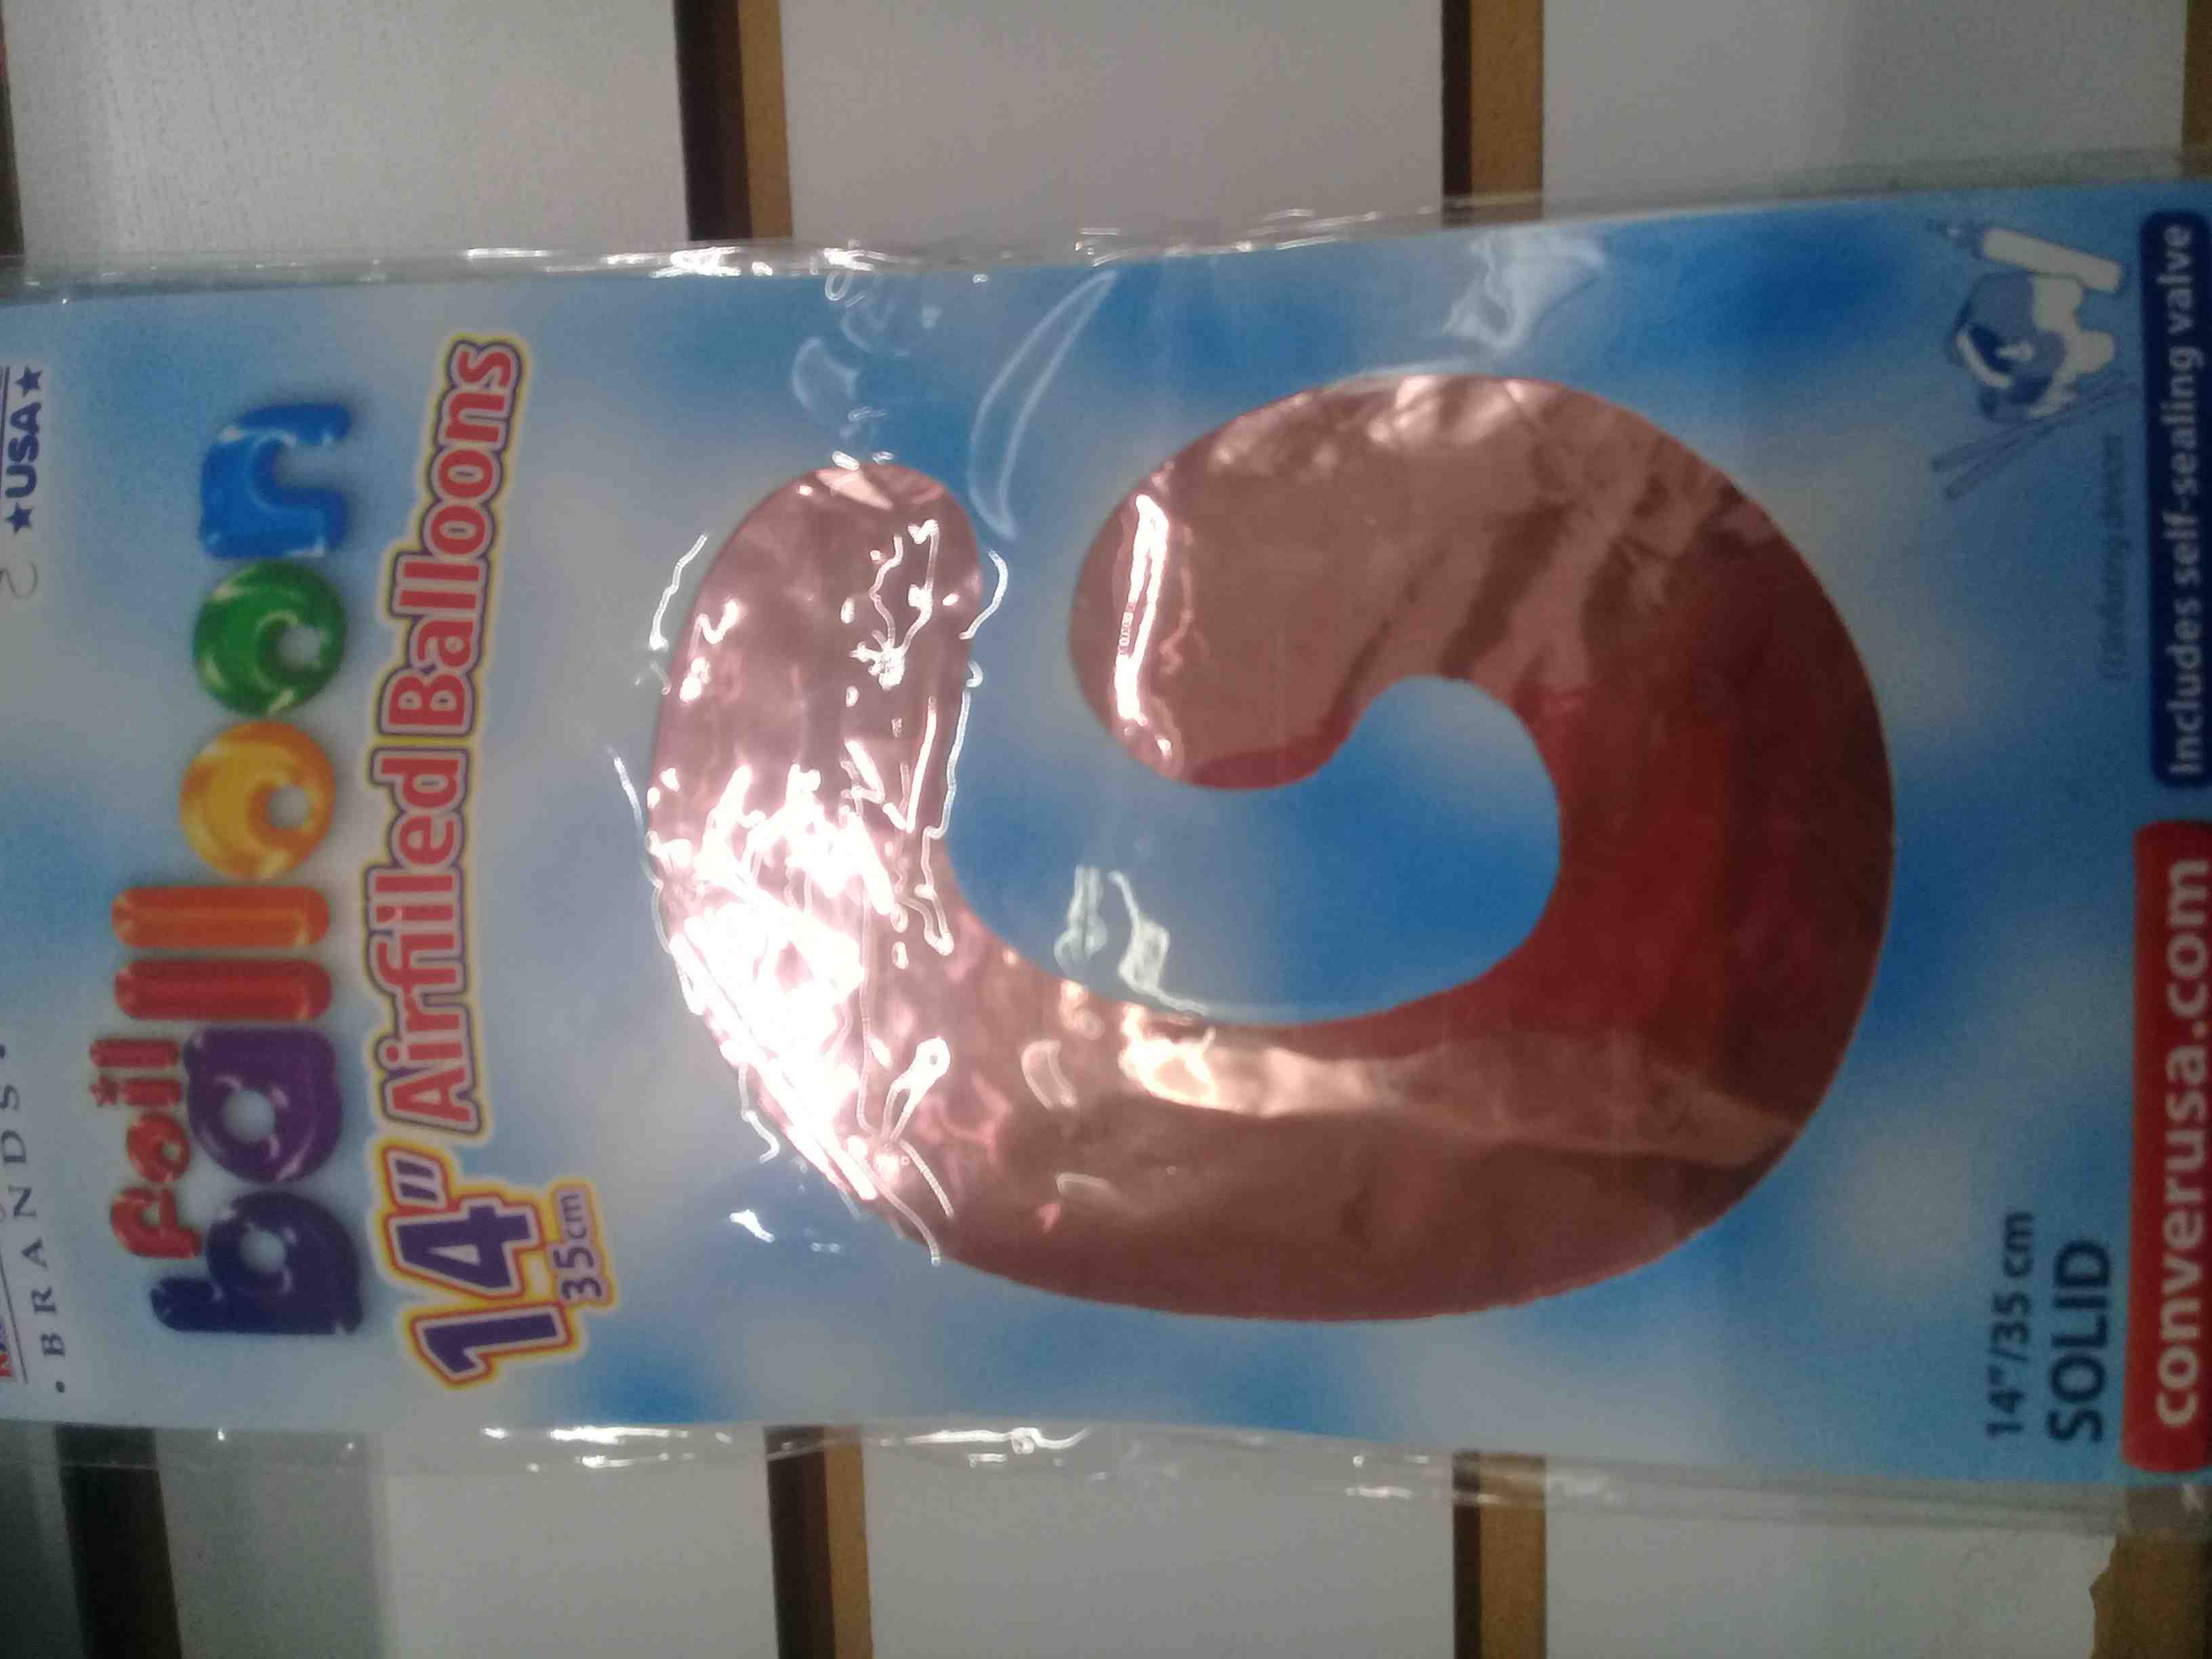 ★USA★
• BRANDS •
foil
balloon
14" Airfilled Balloons
35cm
14"/35 cm
SOLID
converusa.com
Includes self-sealing valve